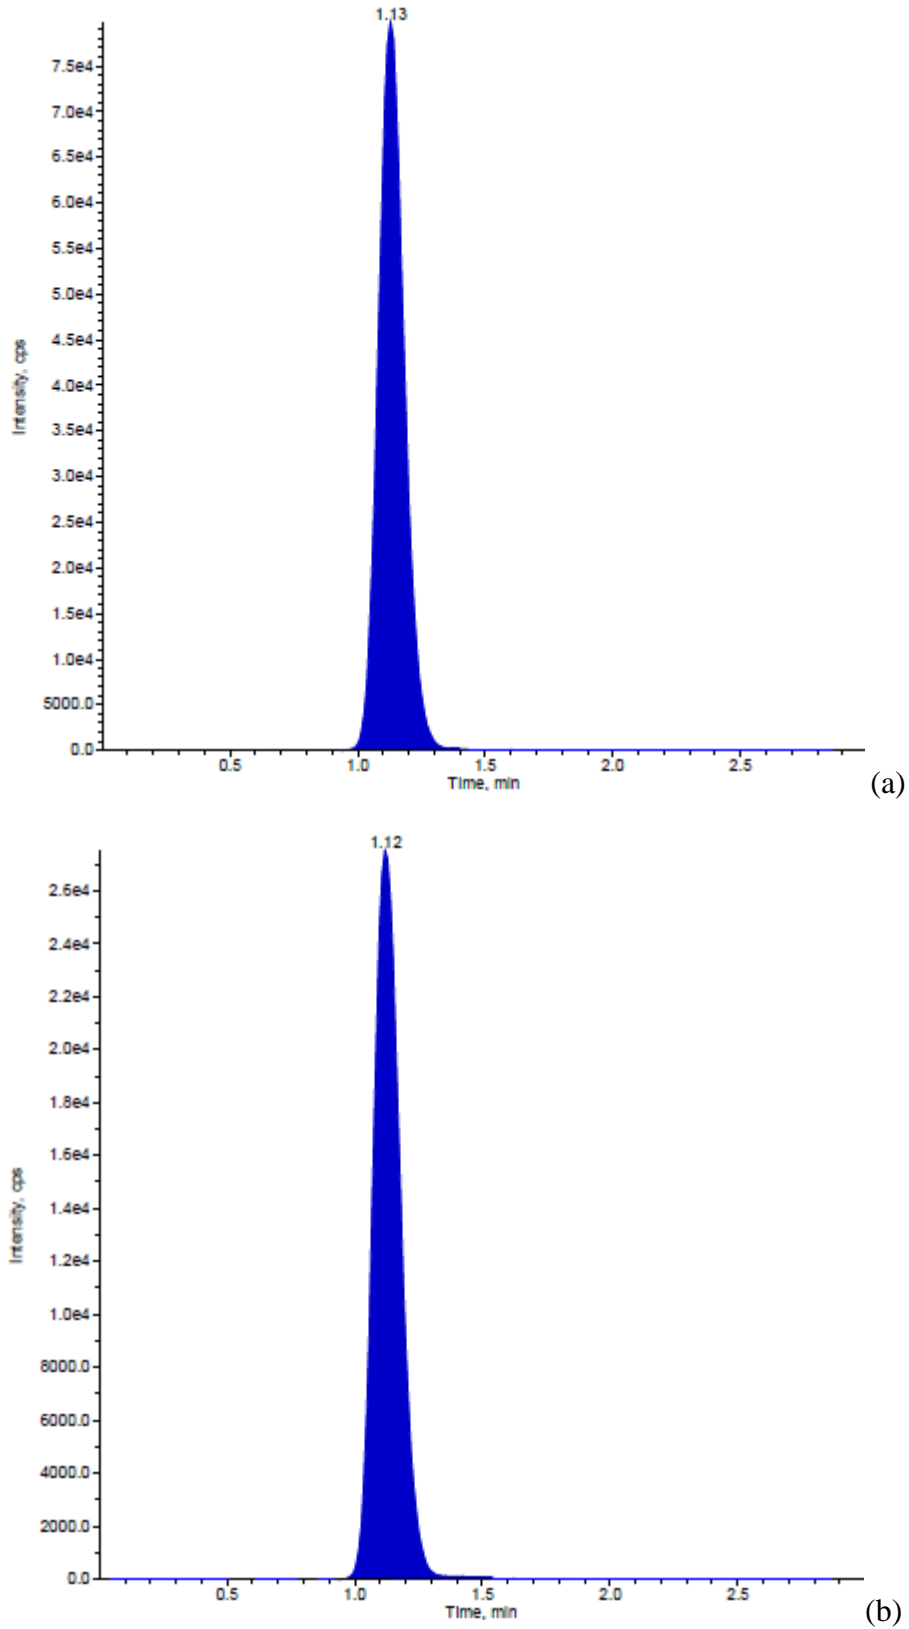 1.13
7.5e4
7.0e4
6.5e4
6.0e4
5.5e4
5.0e4
4.5e4
4.0e4
3.5e4
3.0e4
2.5e4
2.0e4
1.5e4
1.0e4
5000.0
0.0
Intensity, cps
0.5 1.0 1.5 2.0 2.5
Time, min
(a)
1.12
2.6e4
2.4e4
2.2e4
2.0e4
1.8e4
1.6e4
1.4e4
1.2e4
1.0e4
8000.0
6000.0
4000.0
2000.0
0.0
Intensity, cps
0.5 1.0 1.5 2.0 2.5
Time, min
(b)